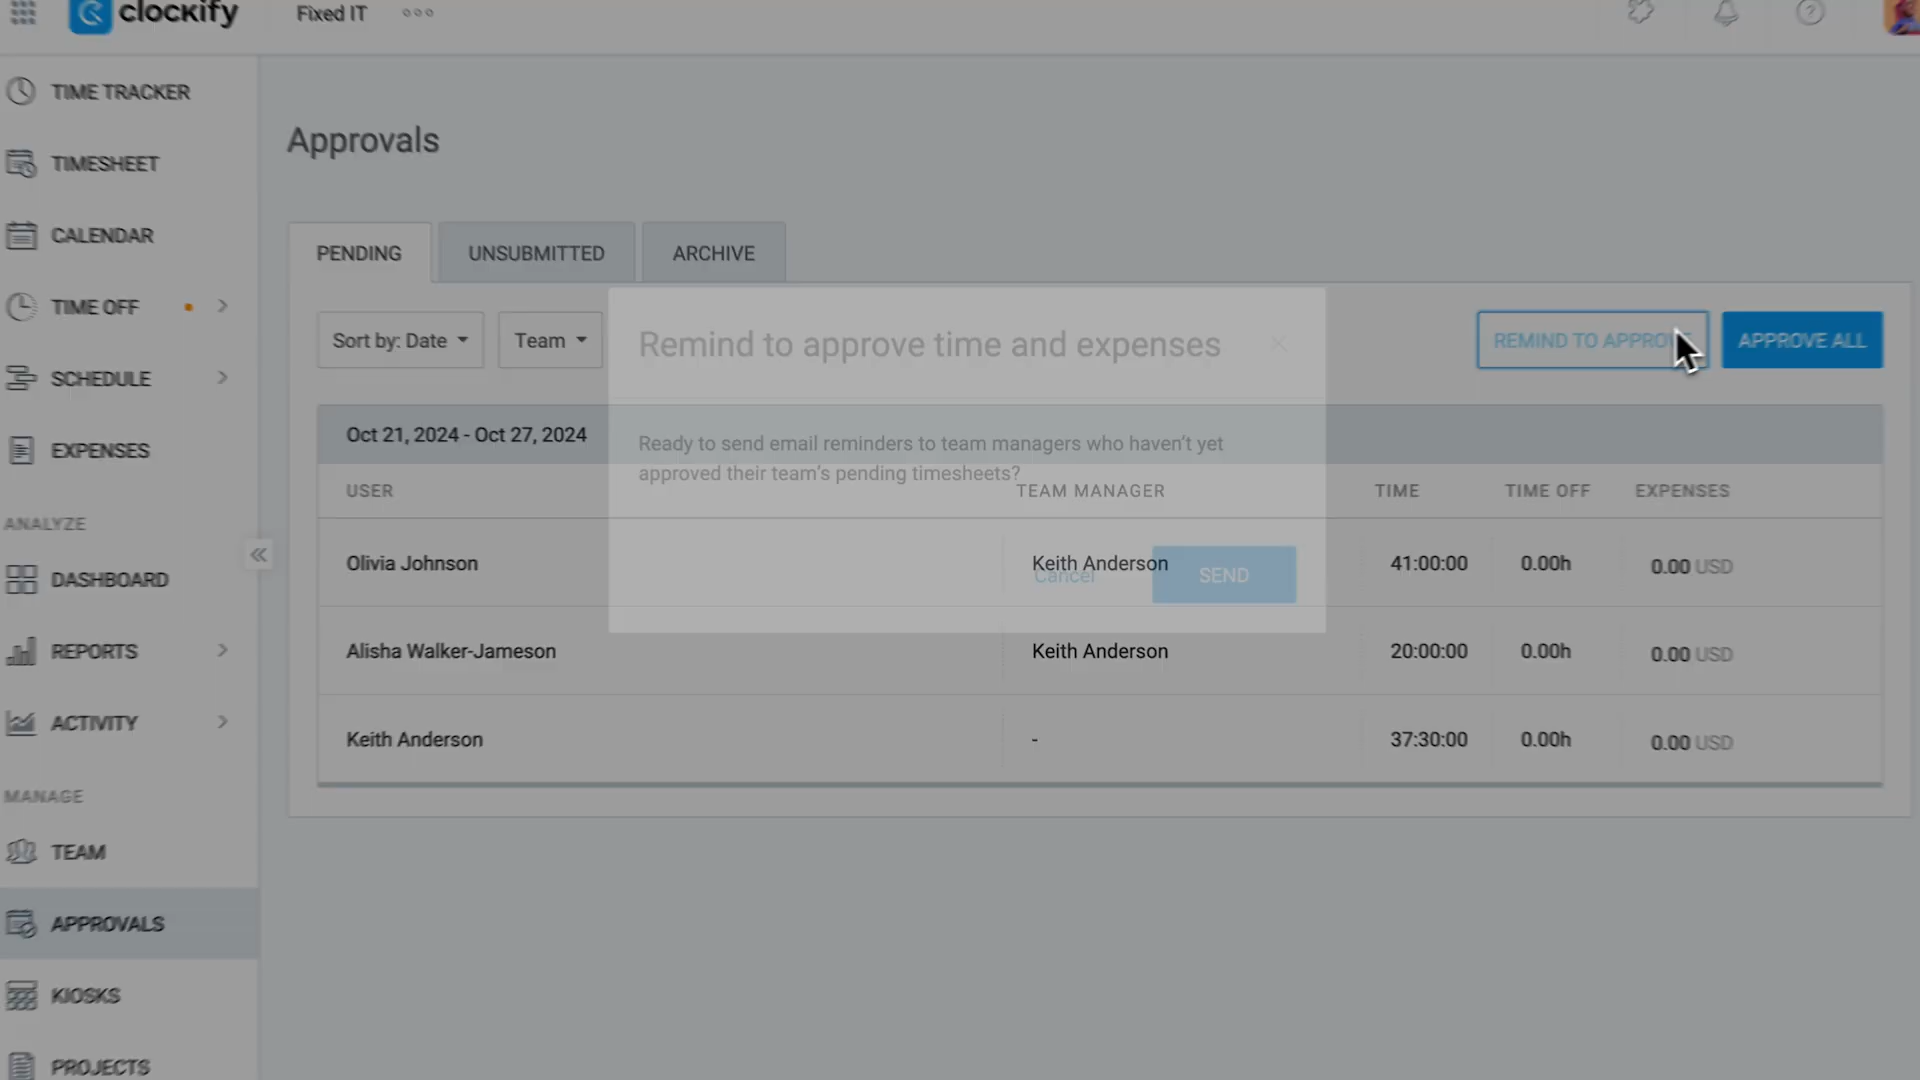 clockify
Fixed IT
TIME TRACKER
TIMESHEET
CALENDAR
TIME OFF
SCHEDULE
EXPENSES
ANALYZE
DASHBOARD
REPORTS
ACTIVITY
MANAGE
TEAM
APPROVALS
KIOSKS
PROJECTS
Approvals
PENDING
UNSUBMITTED
ARCHIVE
Sort by: Date
Team
REMIND TO APPROVE
APPROVE ALL
Remind to approve time and expenses
Ready to send email reminders to team managers who haven't yet
approved their team's pending timesheets?
Cancel
SEND
Oct 21, 2024 - Oct 27, 2024
USER TEAM MANAGER TIME TIME OFF EXPENSES
Olivia Johnson Keith Anderson 41:00:00 0.00h 0.00 USD
Alisha Walker-Jameson Keith Anderson 20:00:00 0.00h 0.00 USD
Keith Anderson - 37:30:00 0.00h 0.00 USD